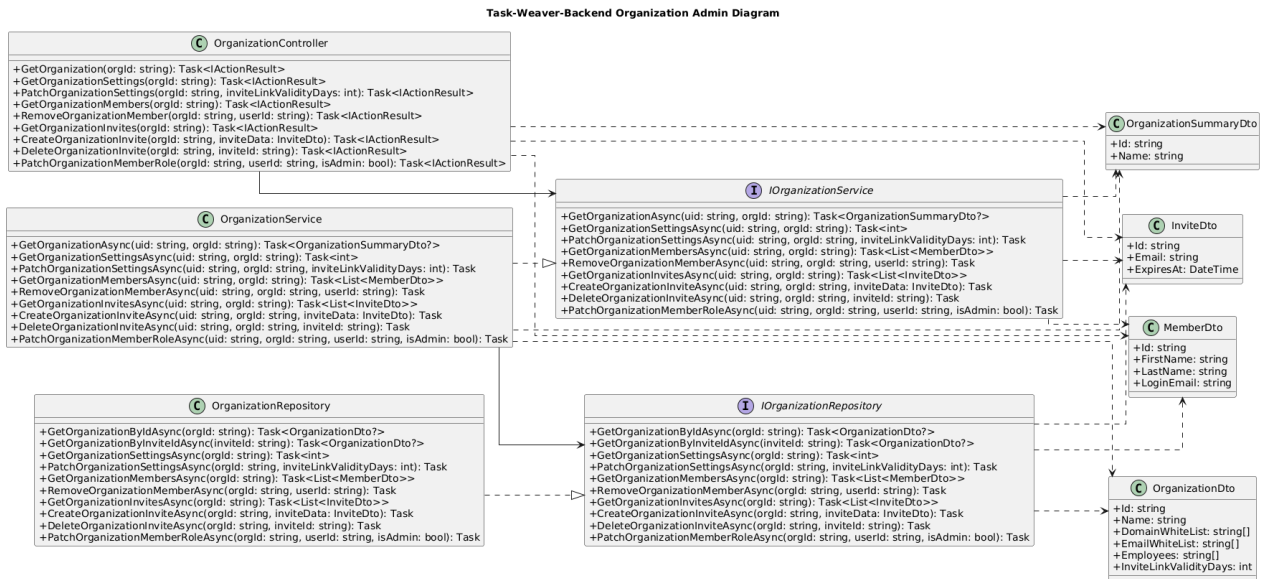 Task-Weaver-Backend Organization Admin Diagram
C OrganizationController
+GetOrganization(orgId: string): Task<IActionResult>
+GetOrganizationSettings(orgId: string): Task<IActionResult>
+PatchOrganizationSettings(orgId: string, inviteLinkValidityDays: int): Task<IActionResult>
+GetOrganizationMembers(orgId: string): Task<IActionResult>
+RemoveOrganizationMember(orgId: string, userId: string): Task<IActionResult>
+GetOrganizationInvites(orgId: string): Task<IActionResult>
+CreateOrganizationInvite(orgId: string, inviteData: InviteDto): Task<IActionResult>
+DeleteOrganizationInvite(orgId: string, inviteId: string): Task<IActionResult>
+PatchOrganizationMemberRole(orgId: string, userId: string, isAdmin: bool): Task<IActionResult>
C OrganizationSummaryDto
+Id: string
+Name: string
I IOrganizationService
+GetOrganizationAsync(uid: string, orgId: string): Task<OrganizationSummaryDto?>
+GetOrganizationSettingsAsync(uid: string, orgId: string): Task<int>
+PatchOrganizationSettingsAsync(uid: string, orgId: string, inviteLinkValidityDays: int): Task
+GetOrganizationMembersAsync(uid: string, orgId: string): Task<List<MemberDto>>
+RemoveOrganizationMemberAsync(uid: string, orgId: string, userId: string): Task
+GetOrganizationInvitesAsync(uid: string, orgId: string): Task<List<InviteDto>>
+CreateOrganizationInviteAsync(uid: string, orgId: string, inviteData: InviteDto): Task
+DeleteOrganizationInviteAsync(uid: string, orgId: string, inviteId: string): Task
+PatchOrganizationMemberRoleAsync(uid: string, orgId: string, userId: string, isAdmin: bool): Task
C OrganizationService
+GetOrganizationAsync(uid: string, orgId: string): Task<OrganizationSummaryDto?>
+GetOrganizationSettingsAsync(uid: string, orgId: string): Task<int>
+PatchOrganizationSettingsAsync(uid: string, orgId: string, inviteLinkValidityDays: int): Task
+GetOrganizationMembersAsync(uid: string, orgId: string): Task<List<MemberDto>>
+RemoveOrganizationMemberAsync(uid: string, orgId: string, userId: string): Task
+GetOrganizationInvitesAsync(uid: string, orgId: string): Task<List<InviteDto>>
+CreateOrganizationInviteAsync(uid: string, orgId: string, inviteData: InviteDto): Task
+DeleteOrganizationInviteAsync(uid: string, orgId: string, inviteId: string): Task
+PatchOrganizationMemberRoleAsync(uid: string, orgId: string, userId: string, isAdmin: bool): Task
C InviteDto
+Id: string
+Email: string
+ExpiresAt: DateTime
C MemberDto
+Id: string
+FirstName: string
+LastName: string
+LoginEmail: string
C OrganizationRepository
+GetOrganizationByIdAsync(orgId: string): Task<OrganizationDto?>
+GetOrganizationByInviteIdAsync(inviteId: string): Task<OrganizationDto?>
+GetOrganizationSettingsAsync(orgId: string): Task<int>
+PatchOrganizationSettingsAsync(orgId: string, inviteLinkValidityDays: int): Task
+GetOrganizationMembersAsync(orgId: string): Task<List<MemberDto>>
+RemoveOrganizationMemberAsync(orgId: string, userId: string): Task
+GetOrganizationInvitesAsync(orgId: string): Task<List<InviteDto>>
+CreateOrganizationInviteAsync(orgId: string, inviteData: InviteDto): Task
+DeleteOrganizationInviteAsync(orgId: string, inviteId: string): Task
+PatchOrganizationMemberRoleAsync(orgId: string, userId: string, isAdmin: bool): Task
I IOrganizationRepository
+GetOrganizationByIdAsync(orgId: string): Task<OrganizationDto?>
+GetOrganizationByInviteIdAsync(inviteId: string): Task<OrganizationDto?>
+GetOrganizationSettingsAsync(orgId: string): Task<int>
+PatchOrganizationSettingsAsync(orgId: string, inviteLinkValidityDays: int): Task
+GetOrganizationMembersAsync(orgId: string): Task<List<MemberDto>>
+RemoveOrganizationMemberAsync(orgId: string, userId: string): Task
+GetOrganizationInvitesAsync(orgId: string): Task<List<InviteDto>>
+CreateOrganizationInviteAsync(orgId: string, inviteData: InviteDto): Task
+DeleteOrganizationInviteAsync(orgId: string, inviteId: string): Task
+PatchOrganizationMemberRoleAsync(orgId: string, userId: string, isAdmin: bool): Task
C OrganizationDto
+Id: string
+Name: string
+DomainWhiteList: string[]
+EmailWhiteList: string[]
+Employees: string[]
+InviteLinkValidityDays: int